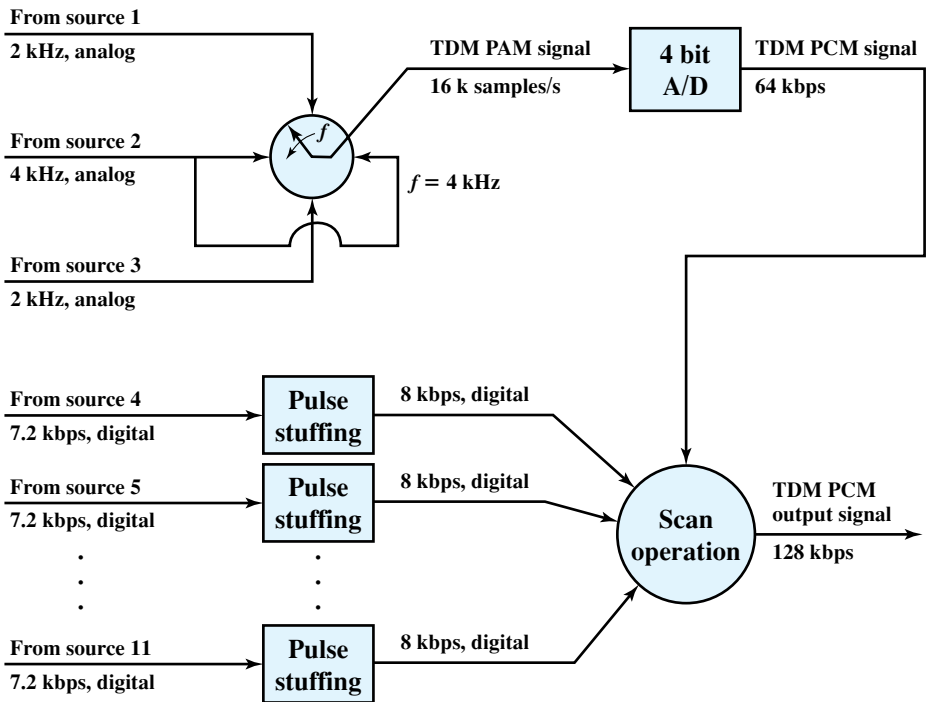 From source 1
2 kHz, analog
TDM PAM signal
16 k samples/s
4 bit
A/D
TDM PCM signal
64 kbps
f
From source 2
4 kHz, analog
f = 4 kHz
From source 3
2 kHz, analog
From source 4
7.2 kbps, digital
Pulse
stuffing
8 kbps, digital
From source 5
7.2 kbps, digital
Pulse
stuffing
8 kbps, digital
Scan
operation
TDM PCM
output signal
128 kbps
From source 11
7.2 kbps, digital
Pulse
stuffing
8 kbps, digital